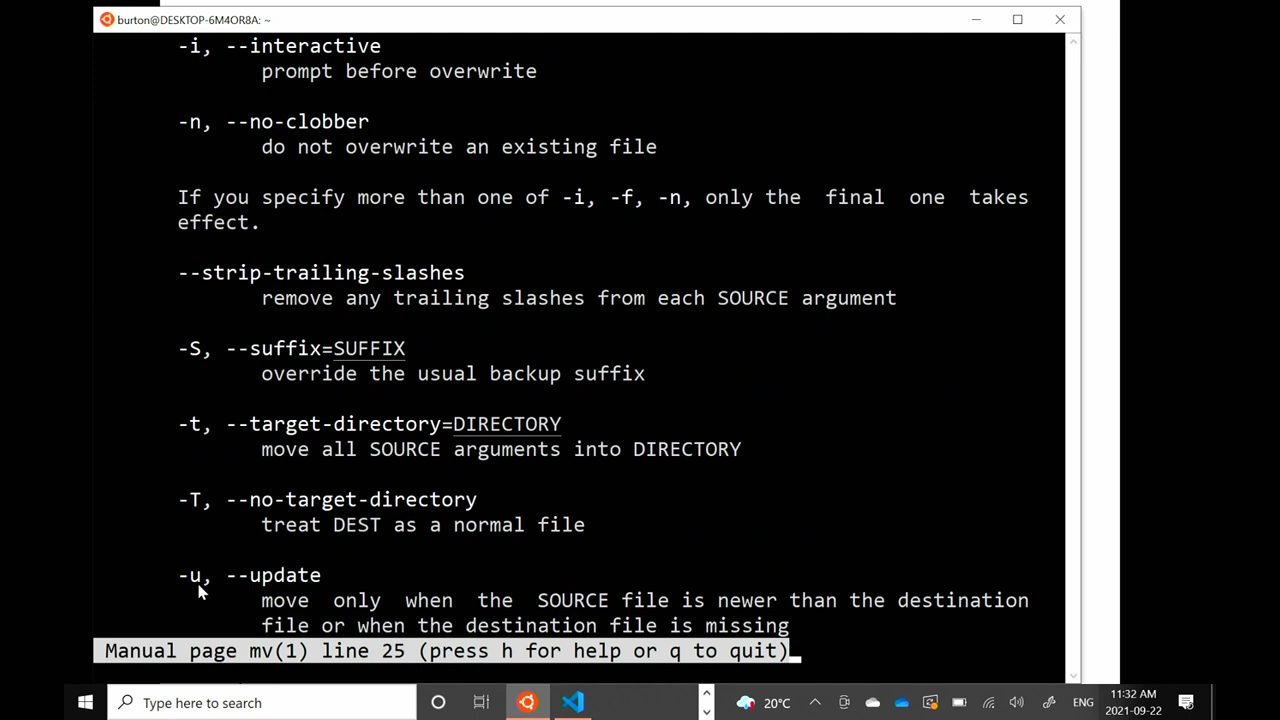 burton@DESKTOP-6M4OR8A: ~
-i, --interactive
prompt before overwrite
-n, --no-clobber
do not overwrite an existing file
If you specify more than one of -i, -f, -n, only the final one takes
effect.
--strip-trailing-slashes
remove any trailing slashes from each SOURCE argument
-S, --suffix=SUFFIX
override the usual backup suffix
-t, --target-directory=DIRECTORY
move all SOURCE arguments into DIRECTORY
-T, --no-target-directory
treat DEST as a normal file
-u, --update
move only when the SOURCE file is newer than the destination
file or when the destination file is missing
Manual page mv(1) line 25 (press h for help or q to quit)
Type here to search
20°C
ENG
11:32 AM
2021-09-22